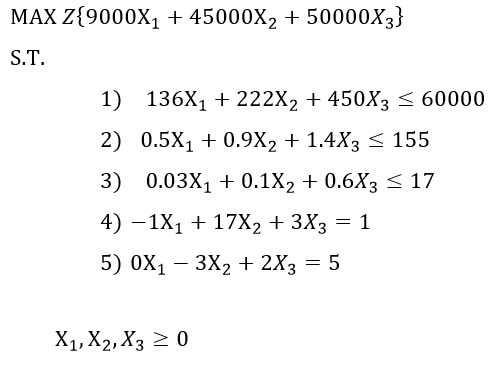 MAX Z{9000X₁ + 45000X₂ + 50000X₃}
S.T.
1) 136X₁ + 222X₂ + 450X₃ ≤ 60000
2) 0.5X₁ + 0.9X₂ + 1.4X₃ ≤ 155
3) 0.03X₁ + 0.1X₂ + 0.6X₃ ≤ 17
4) −1X₁ + 17X₂ + 3X₃ = 1
5) 0X₁ − 3X₂ + 2X₃ = 5
X₁, X₂, X₃ ≥ 0